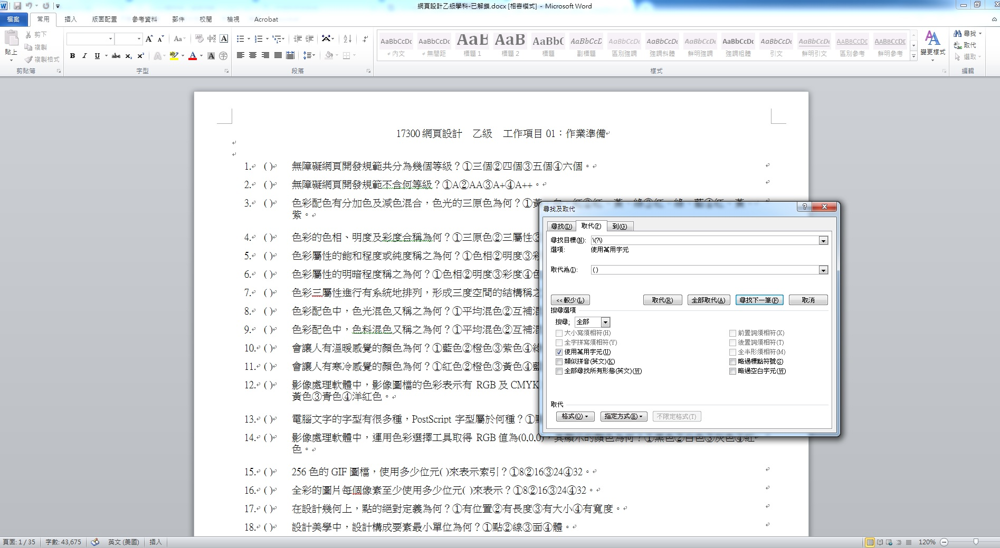 網頁設計乙級學科-已解鎖.docx [相容模式] - Microsoft Word
檔案 常用 插入 版面配置 參考資料 郵件 校閱 檢視 Acrobat
貼上
剪下
複製
複製格式
剪貼簿
字型
段落
AaBbCcDc 內文
AaBbCcDc 無間距
AaB 標題 1
AaB 標題 2
AaBbC 標題
AaBbCcD 副標題
AaBbCcDc 區別強調
AaBbCcDc 強調斜體
AaBbCcDc 鮮明強調
AaBbCcDc 強調粗體
AaBbCcDc 引文
AaBbCcDc 鮮明引文
AABBCCDE 區別參考
AABBCCDE 鮮明參考
樣式
變更樣式
尋找
取代
選取
編輯
17300 網頁設計 乙級 工作項目 01：作業準備
1. ( ) 無障礙網頁開發規範共分為幾個等級？①三個②四個③五個④六個。
2. ( ) 無障礙網頁開發規範不含何等級？①A②AA③A+④A++。
3. ( ) 色彩配色有分加色及減色混合，色光的三原色為何？①黃
紫。
4. ( ) 色彩的色相、明度及彩度合稱為何？①三原色②三屬性③
5. ( ) 色彩屬性的飽和程度或純度稱之為何？①色相②明度③彩
6. ( ) 色彩屬性的明暗程度稱之為何？①色相②明度③彩度④色
7. ( ) 色彩三屬性進行有系統地排列，形成三度空間的結構稱之
8. ( ) 色彩配色中，色光混色又稱之為何？①平均混色②互補混
9. ( ) 色彩配色中，色料混色又稱之為何？①平均混色②互補混
10. ( ) 會讓人有溫暖感覺的顏色為何？①藍色②橙色③紫色④綠
11. ( ) 會讓人有寒冷感覺的顏色為何？①紅色②橙色③黃色④藍
12. ( ) 影像處理軟體中，影像圖檔的色彩表示有 RGB 及 CMYK
黃色③青色④洋紅色。
13. ( ) 電腦文字的字型有很多種，PostScript 字型屬於何種？①點
14. ( ) 影像處理軟體中，運用色彩選擇工具取得 RGB 值為(0,0,0)，其顯示的顏色為何？①黑色②白色③灰色④紅
色。
15. ( ) 256 色的 GIF 圖檔，使用多少位元( )來表示索引？①8②16③24④32。
16. ( ) 全彩的圖片每個像素至少使用多少位元( )來表示？①8②16③24④32。
17. ( ) 在設計幾何上，點的絕對定義為何？①有位置②有長度③有大小④有寬度。
18. ( ) 設計美學中，設計構成要素最小單位為何？①點②線③面④體。
尋找及取代
尋找(D) 取代(P) 到(G)
尋找目標(N): \(?\)
選項: 使用萬用字元
取代為(I): ( )
<< 較少(L) 取代(R) 全部取代(A) 尋找下一筆(F) 取消
搜尋選項
搜尋: 全部
大小寫須相符(H) 前置詞須相符(X)
全字拼寫須相符(Y) 後置詞須相符(T)
使用萬用字元(U) 全半形須相符(M)
類似拼音(英文)(K) 略過標點符號(S)
全部尋找所有形態(英文)(W) 略過空白字元(W)
取代
格式(O) 指定方式(E) 不限定格式(T)
頁面: 1 / 35 字數: 43,675 英文 (美國) 插入 120%